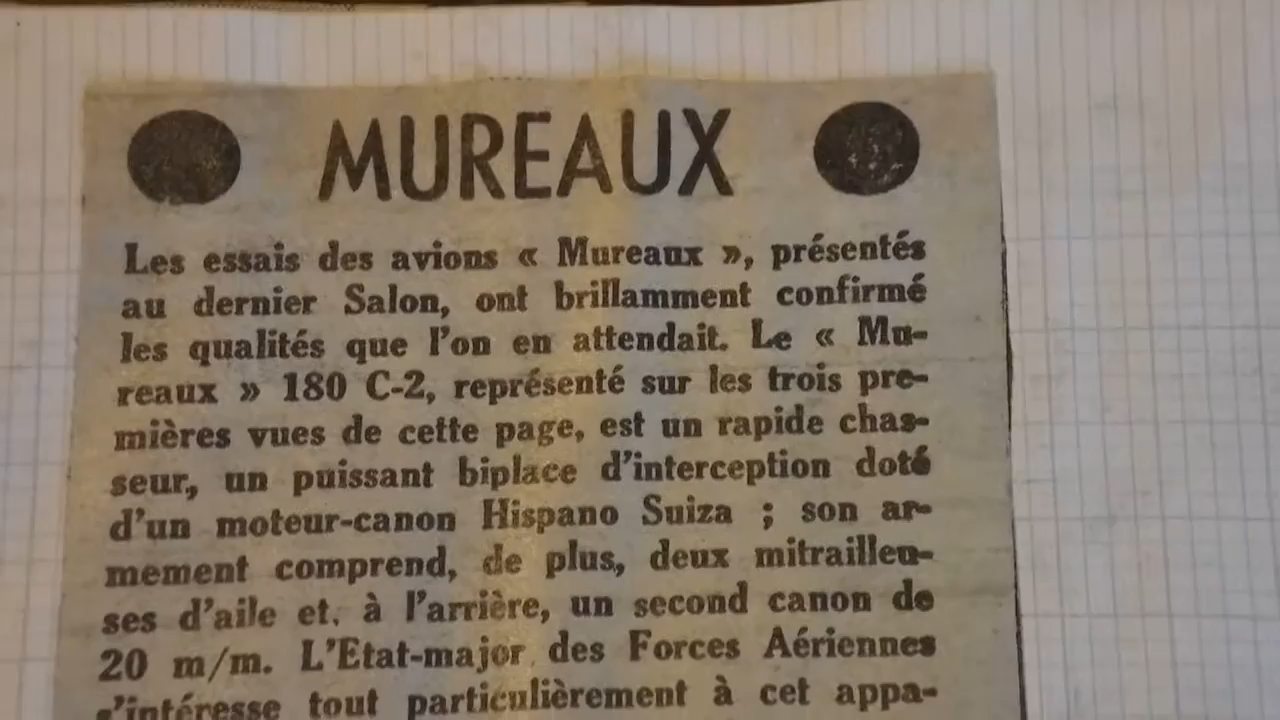 MUREAUX
Les essais des avions « Mureaux », présentés
au dernier Salon, ont brillamment confirmé
les qualités que l'on en attendait. Le « Mu-
reaux » 180 C-2, représenté sur les trois pre-
mières vues de cette page, est un rapide chas-
seur, un puissant biplace d'interception doté
d'un moteur-canon Hispano Suiza ; son ar-
mement comprend, de plus, deux mitrailleu-
ses d'aile et, à l'arrière, un second canon de
20 m/m. L'Etat-major des Forces Aériennes
s'intéresse tout particulièrement à cet appa-